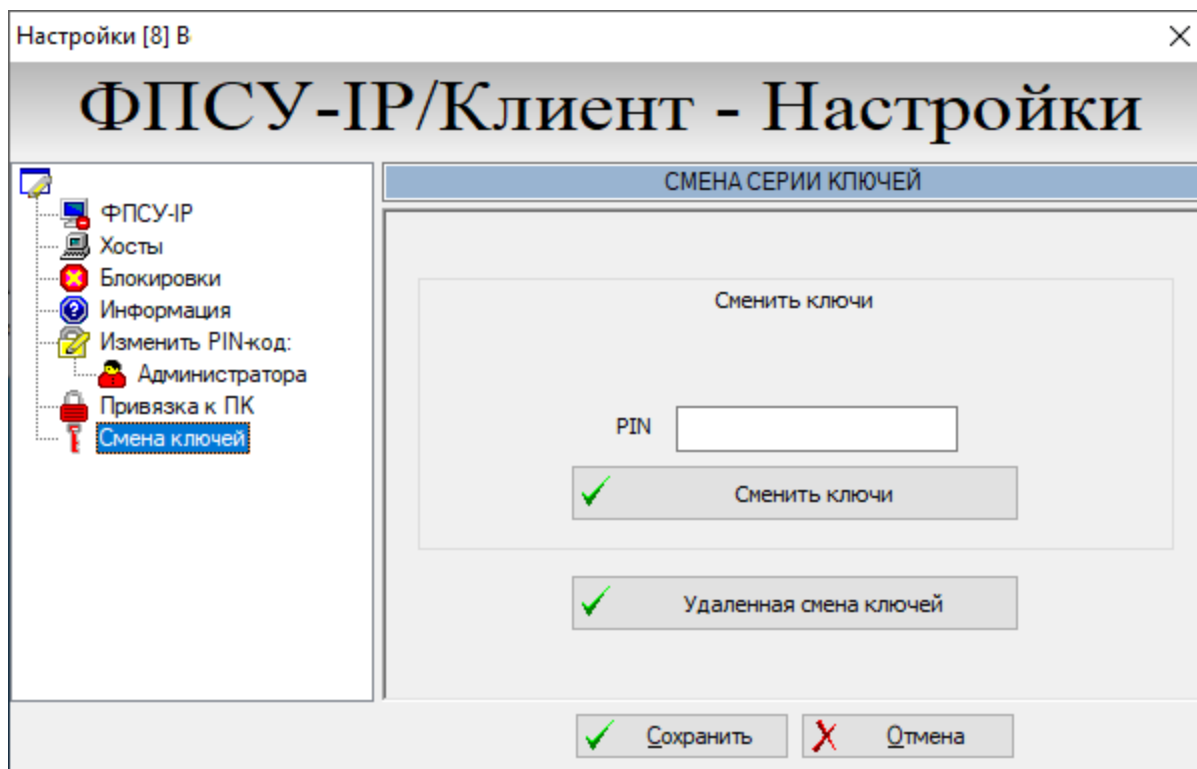 Настройки [8] В
ФПСУ-IP/Клиент - Настройки
ФПСУ-IP
Хосты
Блокировки
Информация
Изменить PIN-код:
Администратора
Привязка к ПК
Смена ключей
СМЕНА СЕРИИ КЛЮЧЕЙ
Сменить ключи
PIN
Сменить ключи
Удаленная смена ключей
Сохранить
Отмена